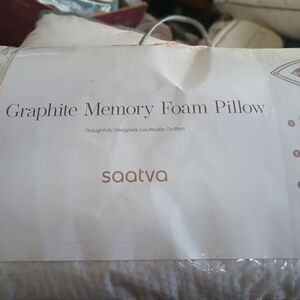 Graphite Memory Foam Pillow
Thoughtfully Designed, Luxuriously Crafted
saatva